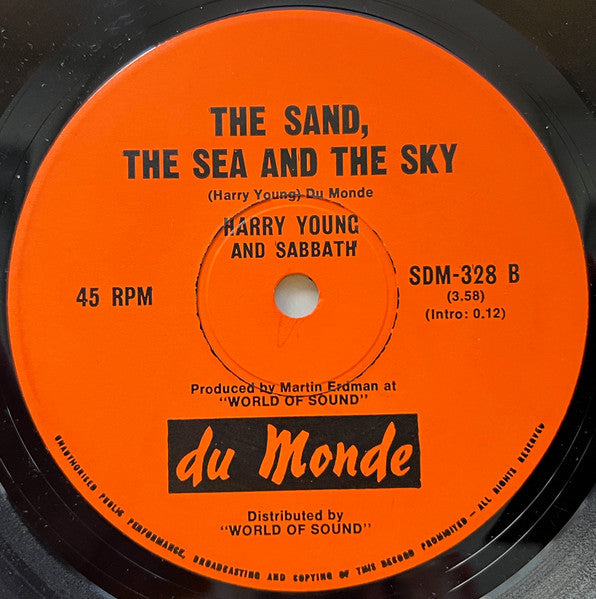 THE SAND,
THE SEA AND THE SKY
(Harry Young) Du Monde
HARRY YOUNG
AND SABBATH
45 RPM
SDM-328 B
(3.58)
(Intro: 0.12)
Produced by Martin Erdman at
"WORLD OF SOUND"
du Monde
Distributed by
"WORLD OF SOUND"
UNAUTHORISED PUBLIC PERFORMANCE, BROADCASTING AND COPYING OF THIS RECORD PROHIBITED – ALL RIGHTS RESERVED